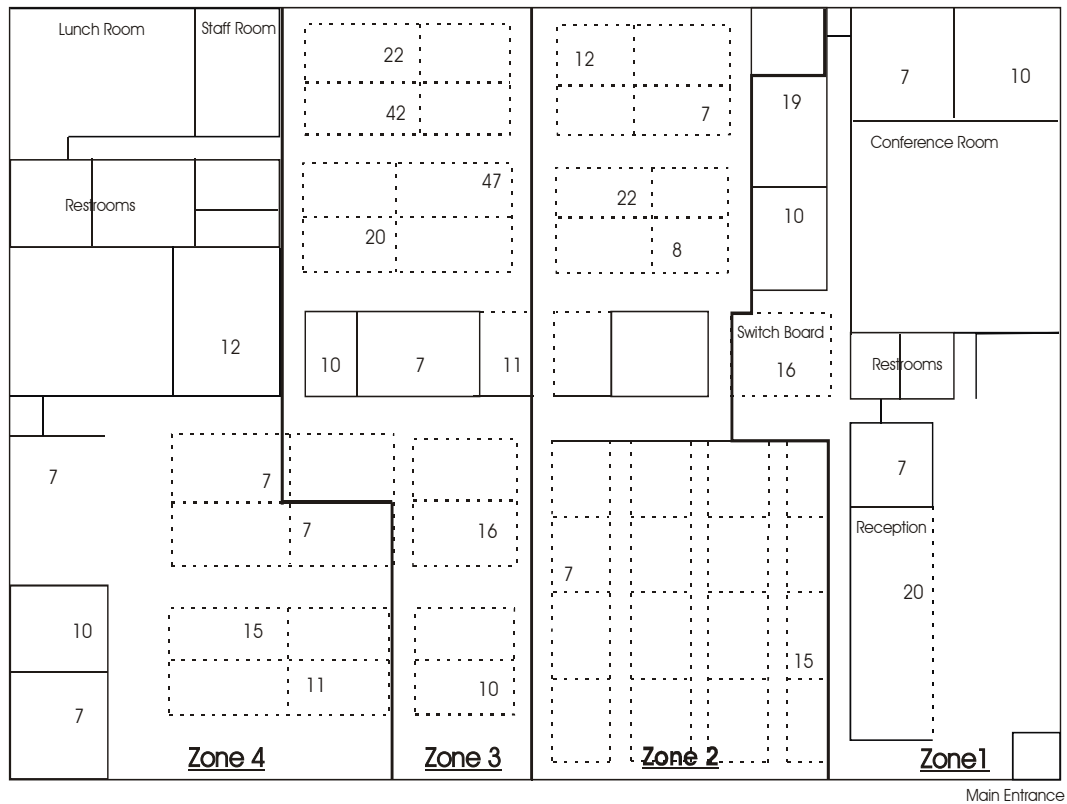 Lunch Room
Staff Room
22
42
12
7
19
7
10
Conference Room
Restrooms
47
20
22
8
10
12
10
7
11
Switch Board
16
Restrooms
7
7
7
16
7
7
Reception
20
10
7
15
11
10
15
Zone 4
Zone 3
Zone 2
Zone1
Main Entrance